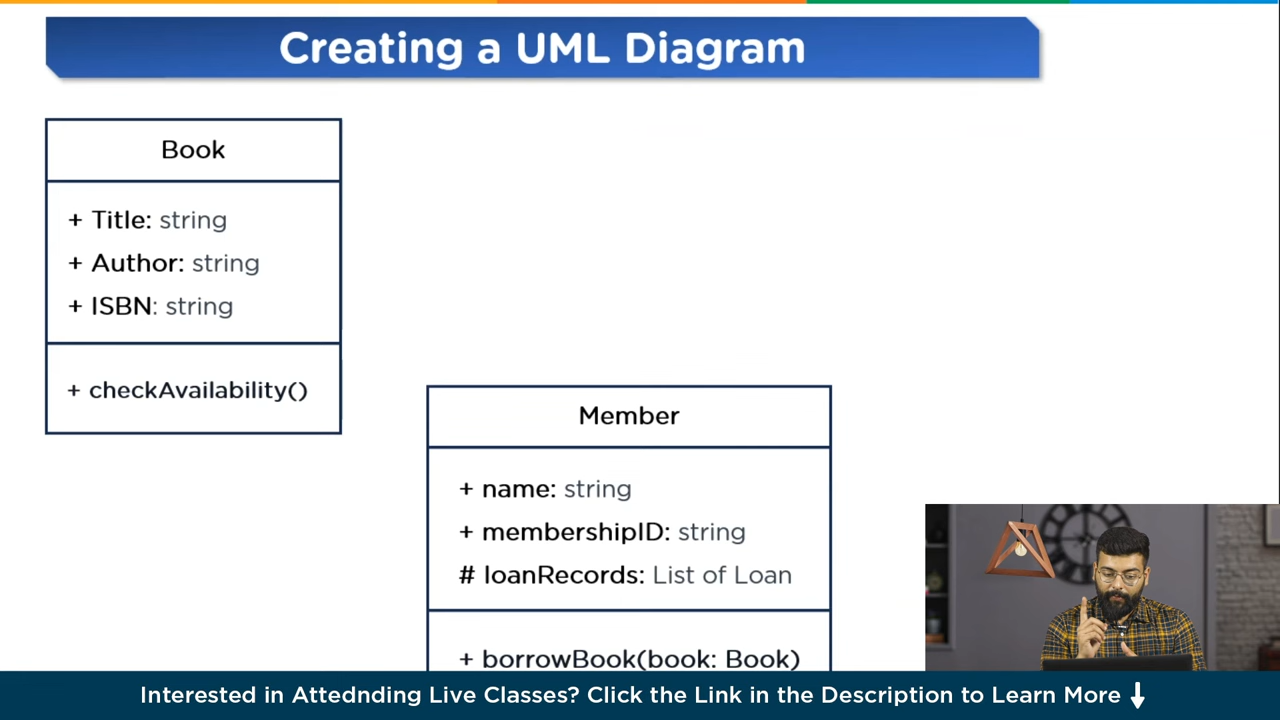 Creating a UML Diagram
Book
+ Title: string
+ Author: string
+ ISBN: string
+ checkAvailability()
Member
+ name: string
+ membershipID: string
# loanRecords: List of Loan
+ borrowBook(book: Book)
Interested in Attednding Live Classes? Click the Link in the Description to Learn More